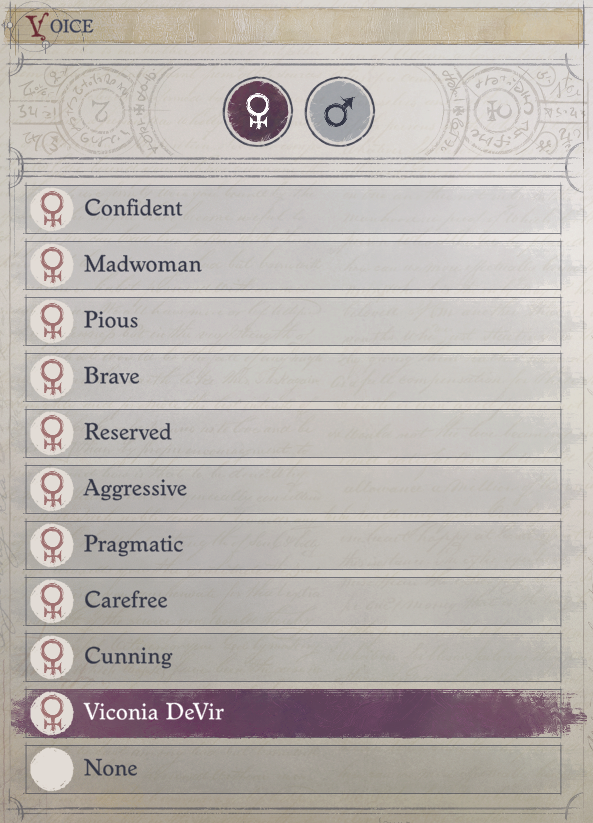 Voice
Confident
Madwoman
Pious
Brave
Reserved
Aggressive
Pragmatic
Carefree
Cunning
Viconia DeVir
None